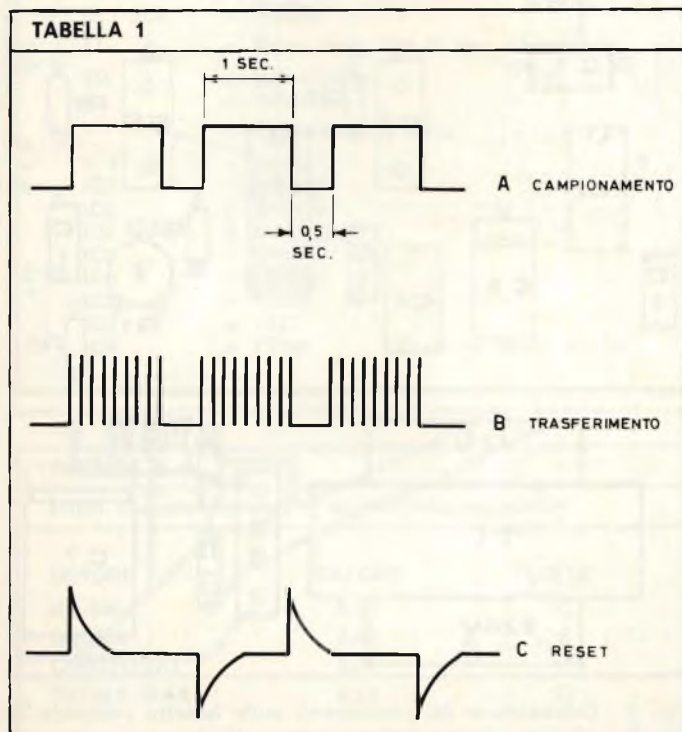 TABELLA 1
1 SEC.
A CAMPIONAMENTO
0,5
SEC.
B TRASFERIMENTO
C RESET